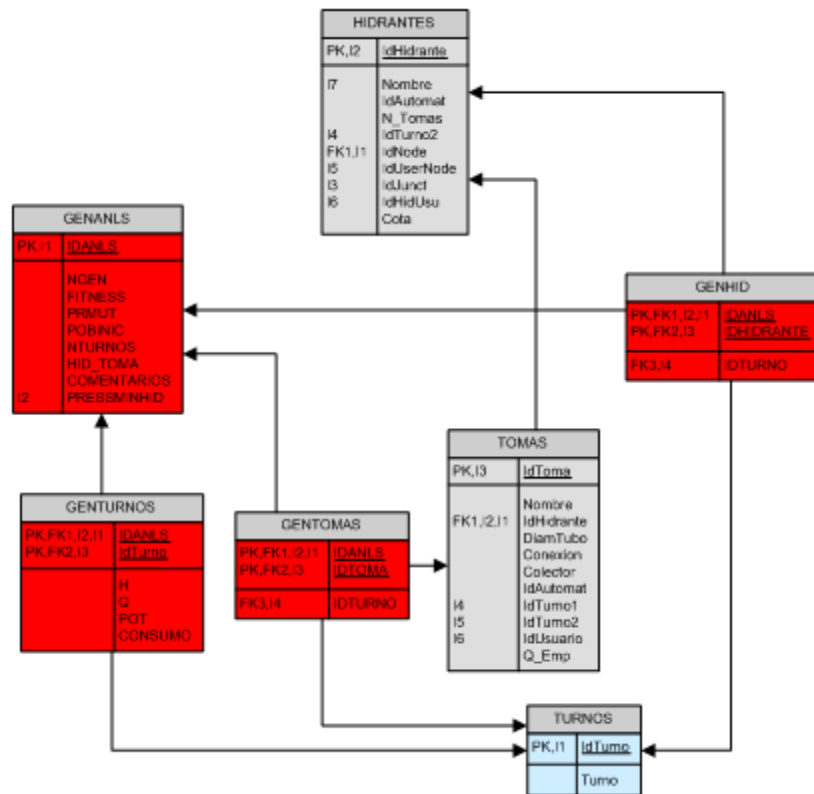 HIDRANTES
PK,I2 IdHidrante
I7 Nombre
IdAutomat
N_Tomas
I4 IdTurno2
FK1,I1 IdNode
I5 IdUserNode
I3 IdJunct
I6 IdHidUsu
Cota
GENANLS
PK,I1 IDANLS
NGEN
FITNESS
PRMUT
POBINIC
NTURNOS
HID_TOMA
COMENTARIOS
I2 PRESSMINHID
GENHID
PK,FK1,I2,I1 IDANLS
PK,FK2,I3 IDHIDRANTE
FK3,I4 IDTURNO
TOMAS
PK,I3 IdToma
Nombre
FK1,I2,I1 IdHidrante
DiamTubo
Conexion
Colector
IdAutomat
I4 IdTurno1
I5 IdTurno2
I6 IdUsuario
Q_Emp
GENTURNOS
PK,FK1,I2,I1 IDANLS
PK,FK2,I3 IdTurno
H
Q
POT
CONSUMO
GENTOMAS
PK,FK1,I2,I1 IDANLS
PK,FK2,I3 IDTOMA
FK3,I4 IDTURNO
TURNOS
PK,I1 IdTurno
Turno